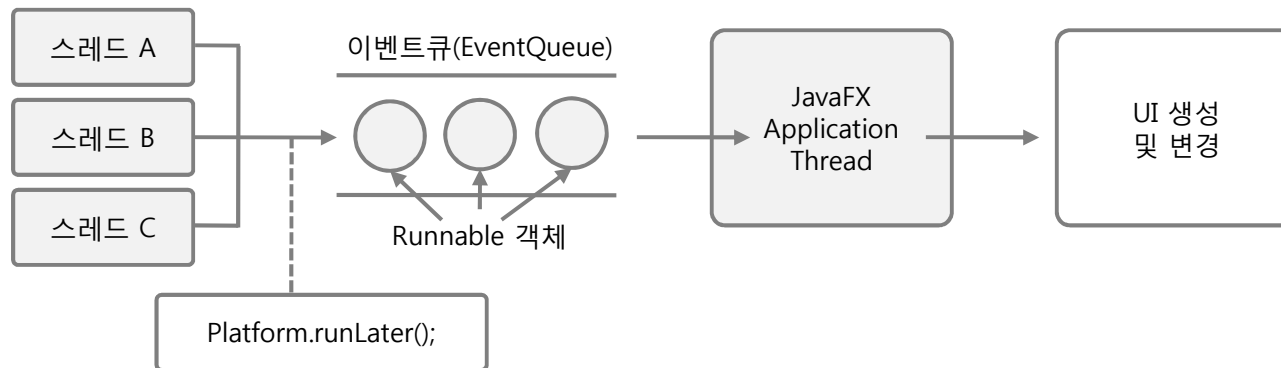 스레드 A
스레드 B
스레드 C
이벤트큐(EventQueue)
Runnable 객체
Platform.runLater();
JavaFX
Application
Thread
UI 생성
및 변경